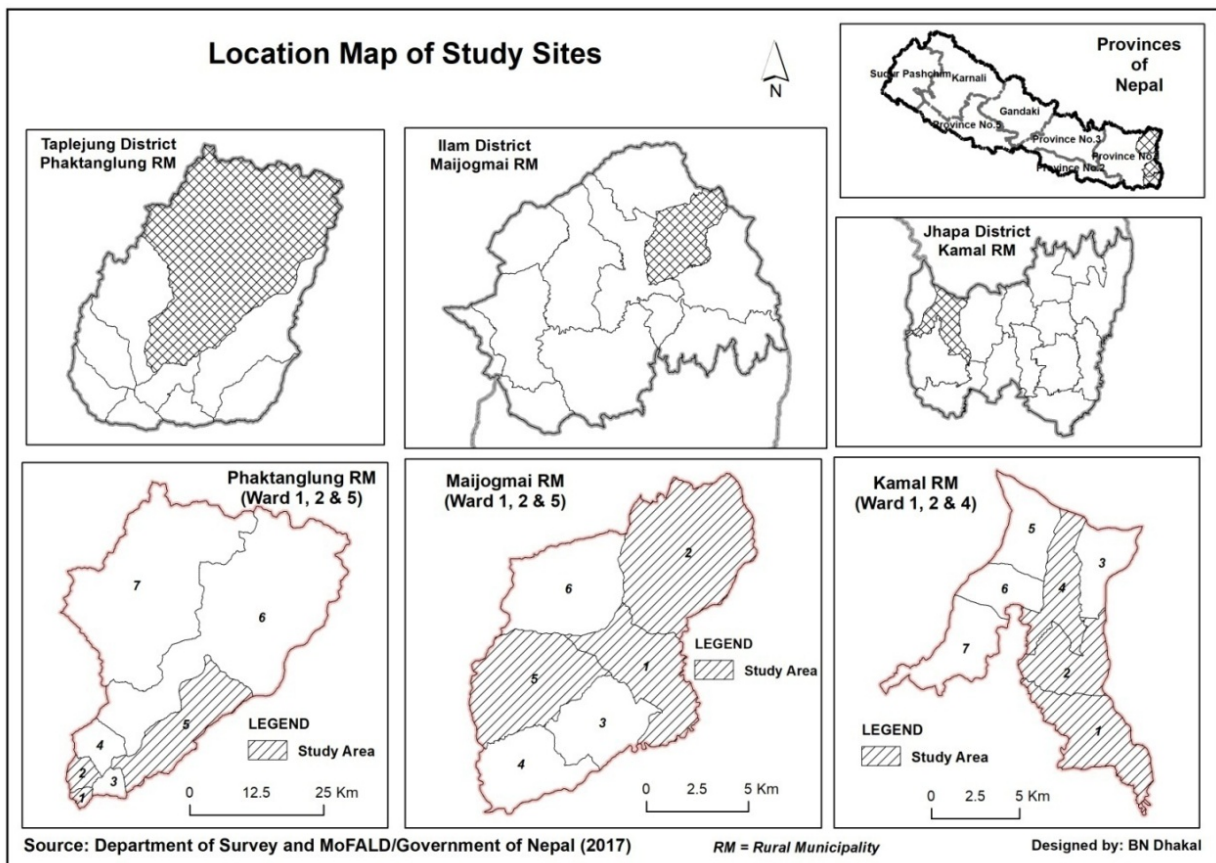 Location Map of Study Sites
N
Provinces
of
Nepal
Sudur Pashchim
Karnali
Gandaki
Province No.5
Province No.3
Province No.
Province No.2
Taplejung District
Phaktanglung RM
Ilam District
Maijogmai RM
Jhapa District
Kamal RM
Phaktanglung RM
(Ward 1, 2 & 5)
7
6
5
4
2
3
1
LEGEND
Study Area
0 12.5 25 Km
Maijogmai RM
(Ward 1, 2 & 5)
2
6
1
5
3
4
LEGEND
Study Area
0 2.5 5 Km
Kamal RM
(Ward 1, 2 & 4)
5
3
4
6
7
2
1
LEGEND
Study Area
0 2.5 5 Km
Source: Department of Survey and MoFALD/Government of Nepal (2017)
RM = Rural Municipality
Designed by: BN Dhakal